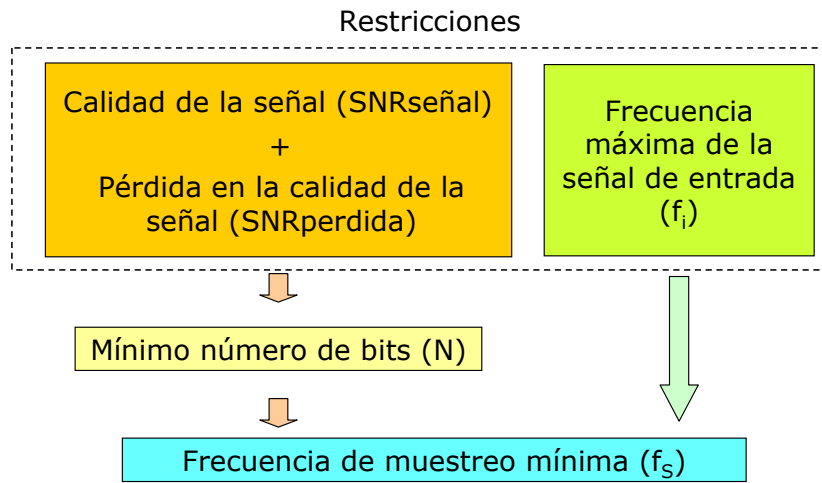 Restricciones
Calidad de la señal (SNRseñal)
+
Pérdida en la calidad de la
señal (SNRperdida)
Frecuencia
máxima de la
señal de entrada
(fi)
Mínimo número de bits (N)
Frecuencia de muestreo mínima (fS)